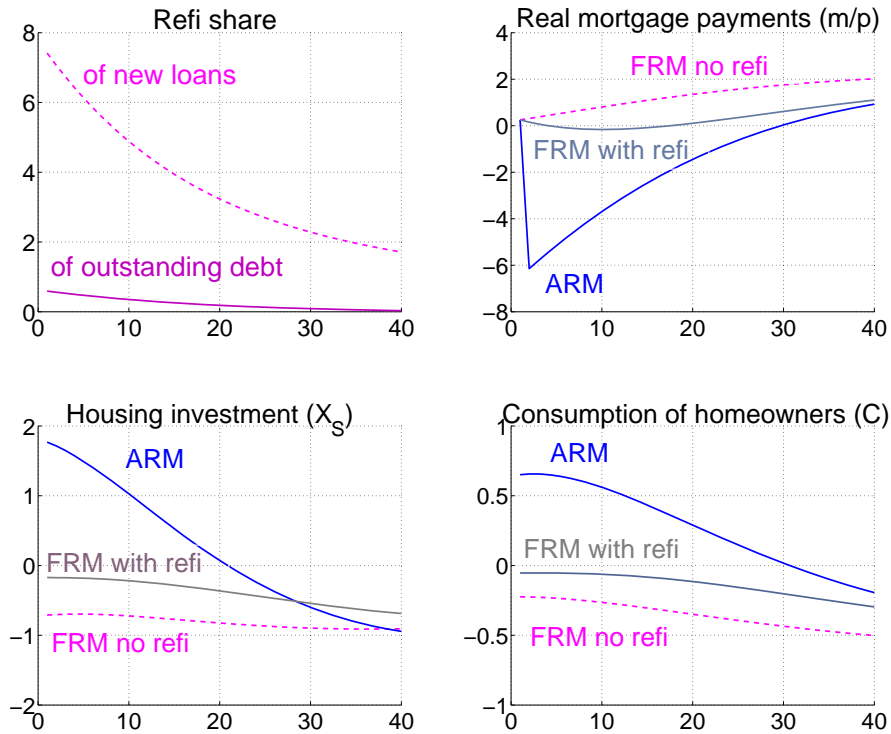 Refi share
8
6
4
2
0
of new loans
of outstanding debt
0 10 20 30 40
Real mortgage payments (m/p)
4
2
0
−2
−4
−6
−8
FRM no refi
FRM with refi
ARM
0 10 20 30 40
Housing investment (X_S)
2
1
0
−1
−2
ARM
FRM with refi
FRM no refi
0 10 20 30 40
Consumption of homeowners (C)
1
0.5
0
−0.5
−1
ARM
FRM with refi
FRM no refi
0 10 20 30 40